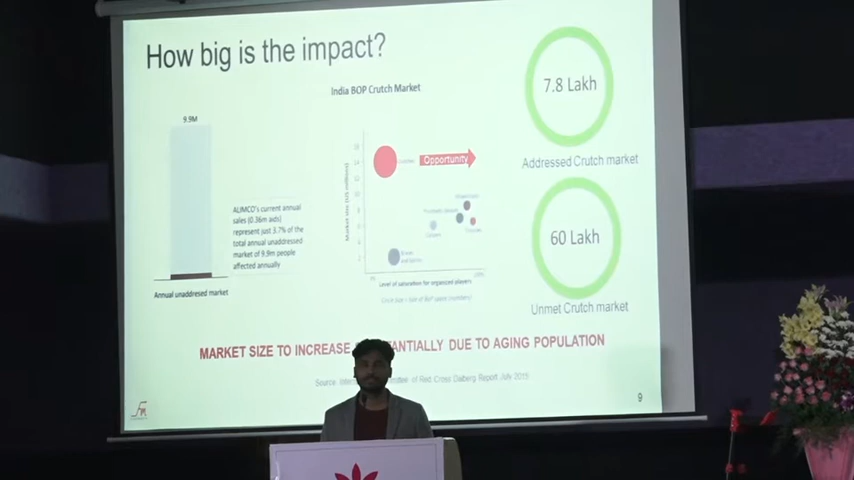 How big is the impact?
India BOP Crutch Market
9.9M
ALIMCO's current annual
sales (0.36m aids)
represent just 3.7% of the
total annual unaddressed
market of 9.9m people
affected annually
Annual unaddresed market
Opportunity
Level of saturation for organized players
7.8 Lakh
Addressed Crutch market
60 Lakh
Unmet Crutch market
MARKET SIZE TO INCREASE DUE TO AGING POPULATION
Source: of Red Cross Dalberg Report July 2015
9